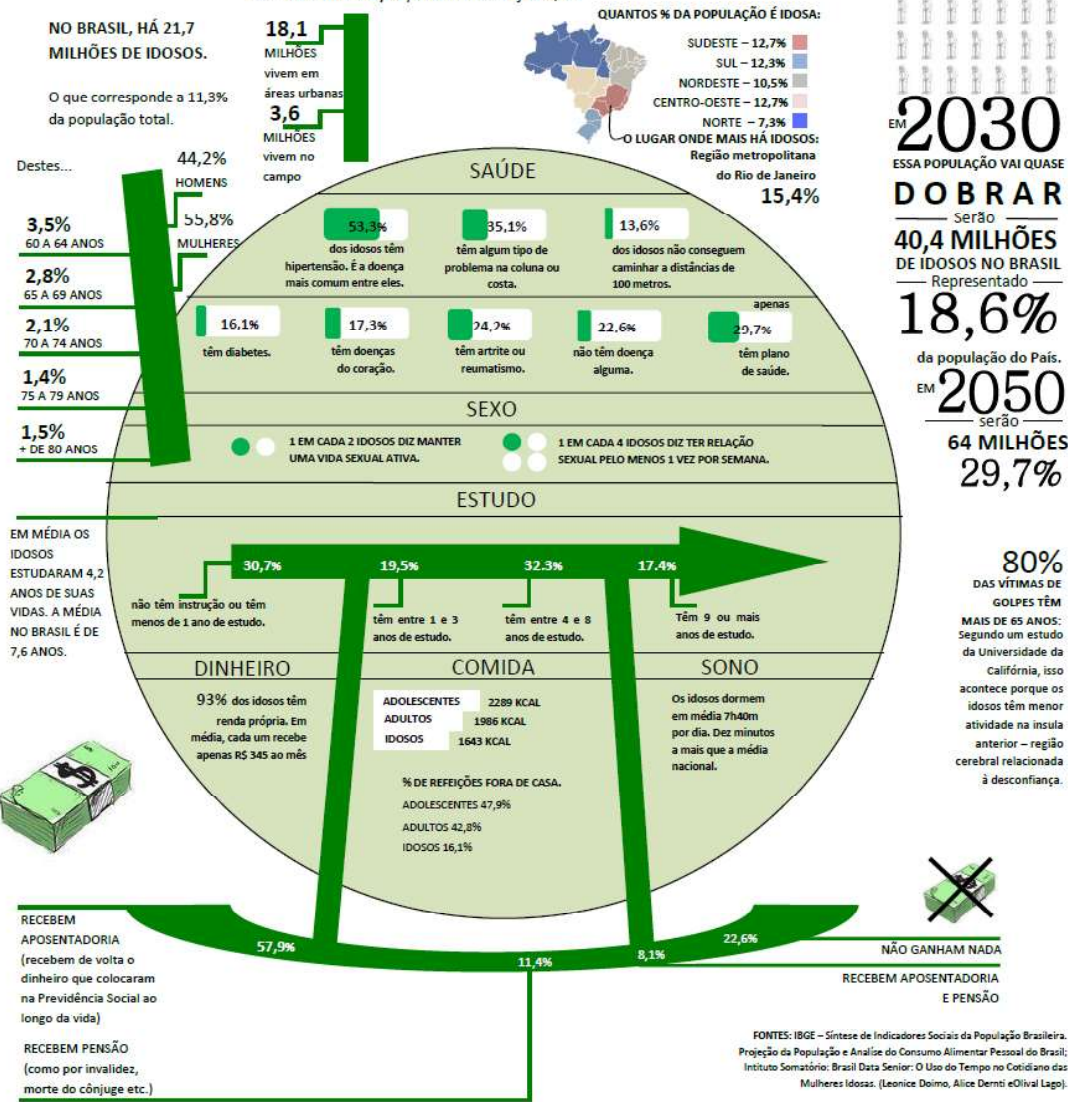 NO BRASIL, HÁ 21,7
MILHÕES DE IDOSOS.
O que corresponde a 11,3%
da população total.
18,1
MILHÕES
vivem em
áreas urbanas
3,6
MILHÕES
vivem no
campo
QUANTOS % DA POPULAÇÃO É IDOSA:
SUDESTE – 12,7%
SUL – 12,3%
NORDESTE – 10,5%
CENTRO-OESTE – 12,7%
NORTE – 7,3%
O LUGAR ONDE MAIS HÁ IDOSOS:
Região metropolitana
do Rio de Janeiro
15,4%
EM 2030
ESSA POPULAÇÃO VAI QUASE
DOBRAR
serão
40,4 MILHÕES
DE IDOSOS NO BRASIL
Representado
18,6%
da população do País.
EM 2050
serão
64 MILHÕES
29,7%
Destes...
44,2%
HOMENS
55,8%
MULHERES
3,5%
60 A 64 ANOS
2,8%
65 A 69 ANOS
2,1%
70 A 74 ANOS
1,4%
75 A 79 ANOS
1,5%
+ DE 80 ANOS
SAÚDE
53,3%
dos idosos têm
hipertensão. É a doença
mais comum entre eles.
35,1%
têm algum tipo de
problema na coluna ou
costa.
13,6%
dos idosos não conseguem
caminhar a distâncias de
100 metros.
16,1%
têm diabetes.
17,3%
têm doenças
do coração.
24,2%
têm artrite ou
reumatismo.
22,6%
não têm doença
alguma.
apenas
29,7%
têm plano
de saúde.
SEXO
1 EM CADA 2 IDOSOS DIZ MANTER
UMA VIDA SEXUAL ATIVA.
1 EM CADA 4 IDOSOS DIZ TER RELAÇÃO
SEXUAL PELO MENOS 1 VEZ POR SEMANA.
ESTUDO
EM MÉDIA OS
IDOSOS
ESTUDARAM 4,2
ANOS DE SUAS
VIDAS. A MÉDIA
NO BRASIL É DE
7,6 ANOS.
30,7%
não têm instrução ou têm
menos de 1 ano de estudo.
19,5%
têm entre 1 e 3
anos de estudo.
32.3%
têm entre 4 e 8
anos de estudo.
17.4%
Têm 9 ou mais
anos de estudo.
80%
DAS VÍTIMAS DE
GOLPES TÊM
MAIS DE 65 ANOS:
Segundo um estudo
da Universidade da
Califórnia, isso
acontece porque os
idosos têm menor
atividade na insula
anterior – região
cerebral relacionada
à desconfiança.
DINHEIRO
93% dos idosos têm
renda própria. Em
média, cada um recebe
apenas R$ 345 ao mês
COMIDA
ADOLESCENTES 2289 KCAL
ADULTOS 1986 KCAL
IDOSOS 1643 KCAL
% DE REFEIÇÕES FORA DE CASA.
ADOLESCENTES 47,9%
ADULTOS 42,8%
IDOSOS 16,1%
SONO
Os idosos dormem
em média 7h40m
por dia. Dez minutos
a mais que a média
nacional.
RECEBEM
APOSENTADORIA
(recebem de volta o
dinheiro que colocaram
na Previdência Social ao
longo da vida)
57,9%
11,4%
8,1%
22,6%
NÃO GANHAM NADA
RECEBEM APOSENTADORIA
E PENSÃO
RECEBEM PENSÃO
(como por invalidez,
morte do cônjuge etc.)
FONTES: IBGE – Síntese de Indicadores Sociais da População Brasileira.
Projeção da População e Analise do Consumo Alimentar Pessoal do Brasil;
Intituto Somatório: Brasil Data Senior: O Uso do Tempo no Cotidiano das
Mulheres Idosas. (Leonice Doimo, Alice Dernti eOlival Lago).